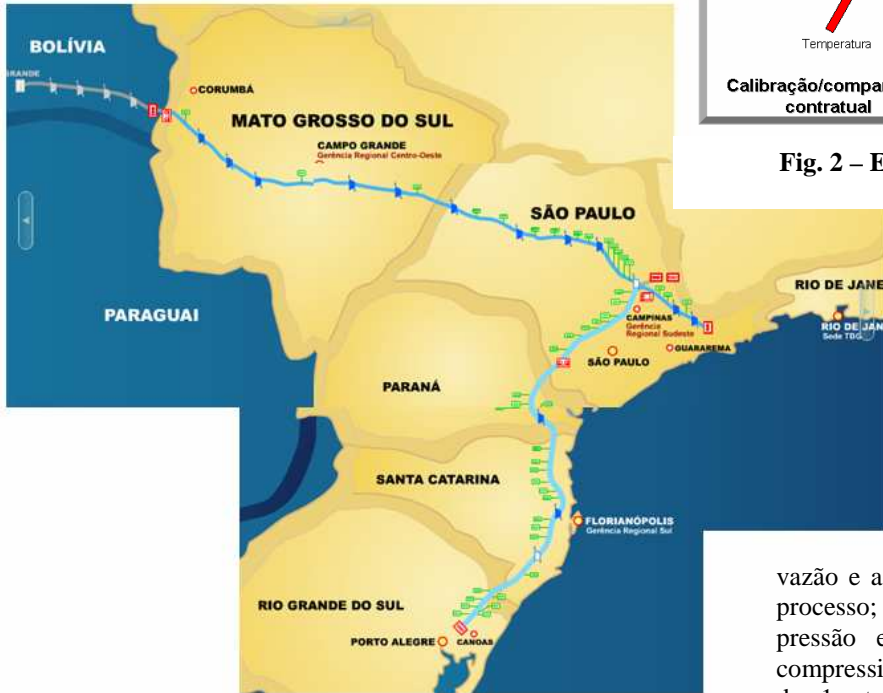 BOLÍVIA
GRANDE
CORUMBÁ
MATO GROSSO DO SUL
CAMPO GRANDE
Gerência Regional Centro-Oeste
Temperatura
Calibração/compar
contratual
Fig. 2 – E
SÃO PAULO
PARAGUAI
RIO DE JANE
RIO DE JAN
Sede TBG
CAMPINAS
Gerência
Regional Sudeste
GUARAREMA
SÃO PAULO
PARANÁ
SANTA CATARINA
FLORIANÓPOLIS
Gerência Regional Sul
RIO GRANDE DO SUL
PORTO ALEGRE
CANOAS
vazão e a
processo;
pressão e
compressi